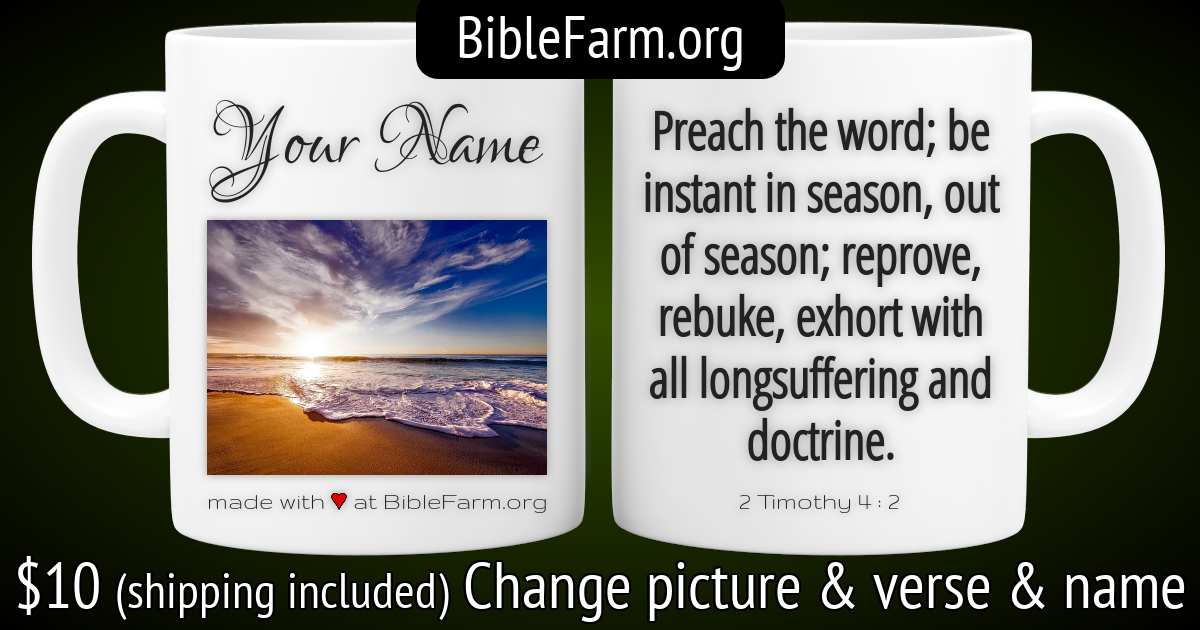 BibleFarm.org
Your Name
made with ♥ at BibleFarm.org
Preach the word; be
instant in season, out
of season; reprove,
rebuke, exhort with
all longsuffering and
doctrine.
2 Timothy 4 : 2
$10 (shipping included) Change picture & verse & name